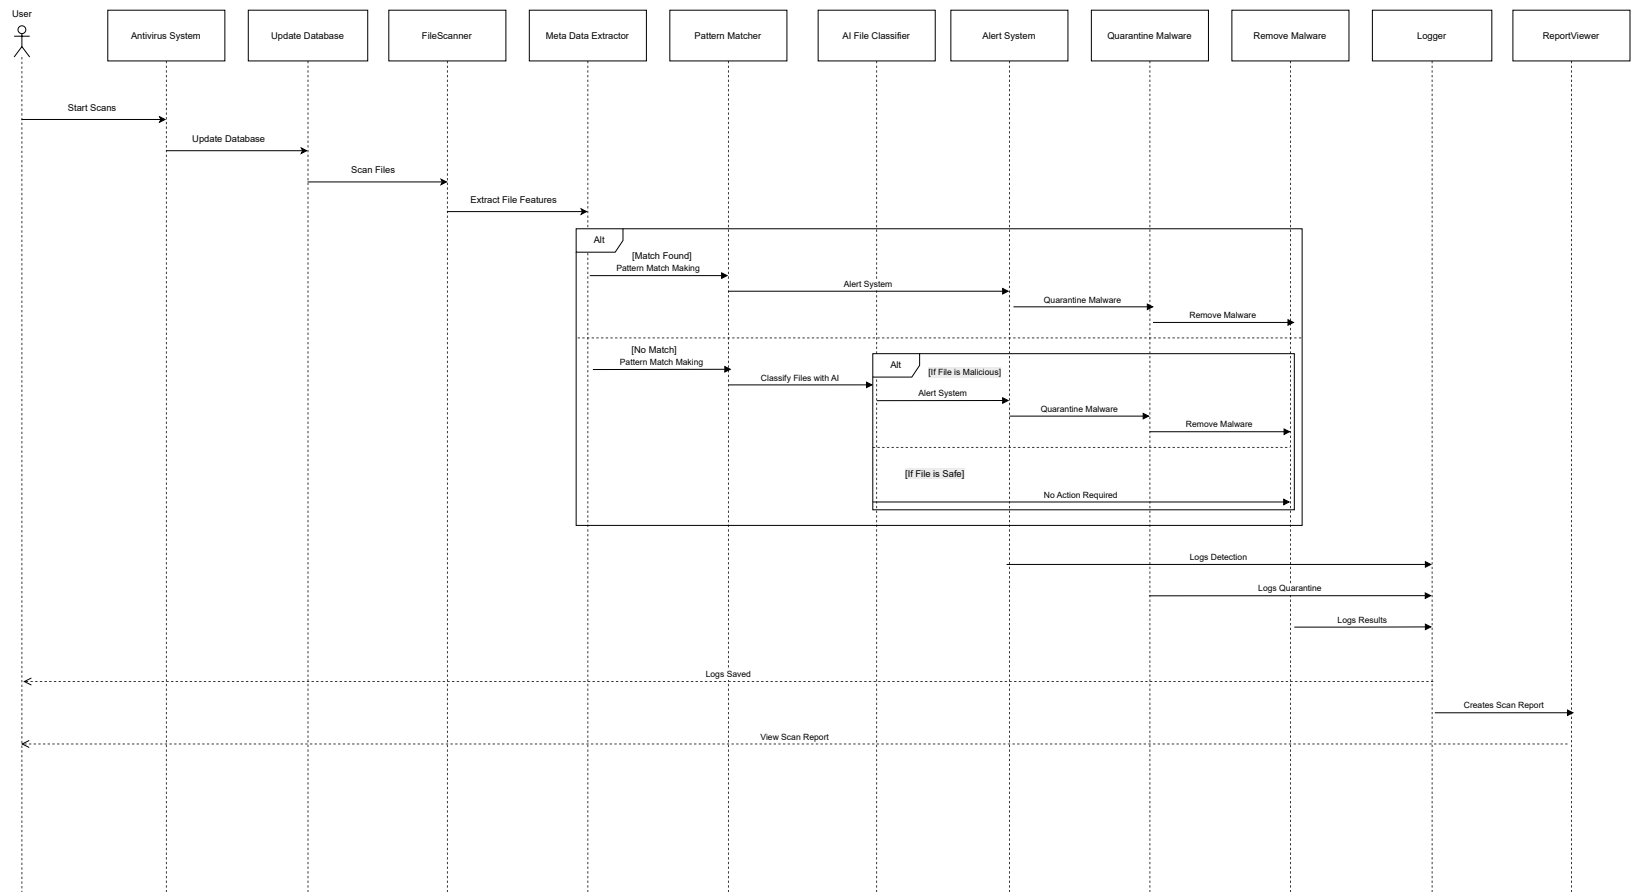 User
Antivirus System
Update Database
FileScanner
Meta Data Extractor
Pattern Matcher
AI File Classifier
Alert System
Quarantine Malware
Remove Malware
Logger
ReportViewer
Start Scans
Update Database
Scan Files
Extract File Features
Alt
[Match Found]
Pattern Match Making
Alert System
Quarantine Malware
Remove Malware
[No Match]
Pattern Match Making
Classify Files with AI
Alt
[If File is Malicious]
Alert System
Quarantine Malware
Remove Malware
[If File is Safe]
No Action Required
Logs Detection
Logs Quarantine
Logs Results
Logs Saved
Creates Scan Report
View Scan Report